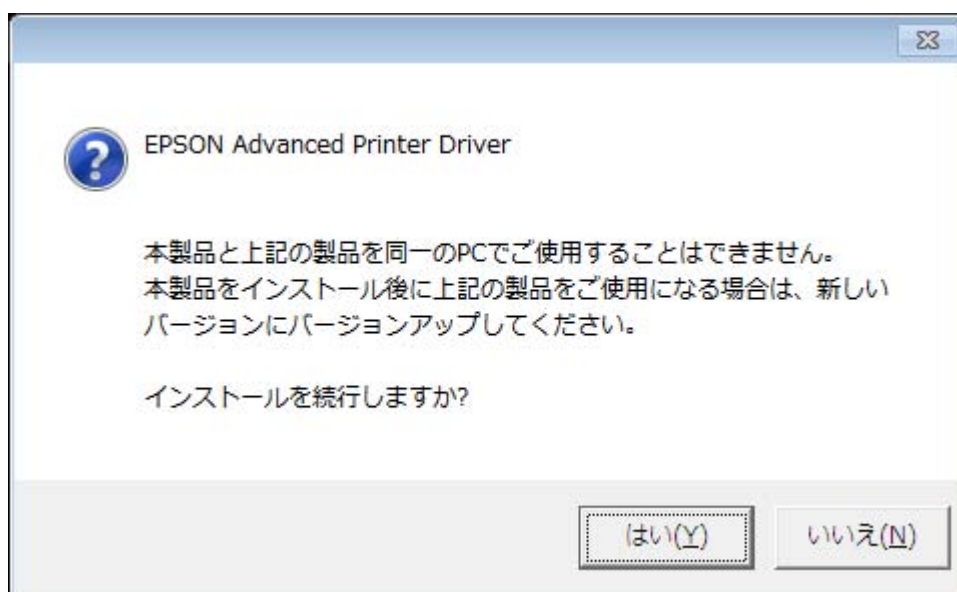 EPSON Advanced Printer Driver
本製品と上記の製品を同一のPCでご使用することはできません。
本製品をインストール後に上記の製品をご使用になる場合は、新しい
バージョンにバージョンアップしてください。
インストールを続行しますか?
はい(Y)
いいえ(N)